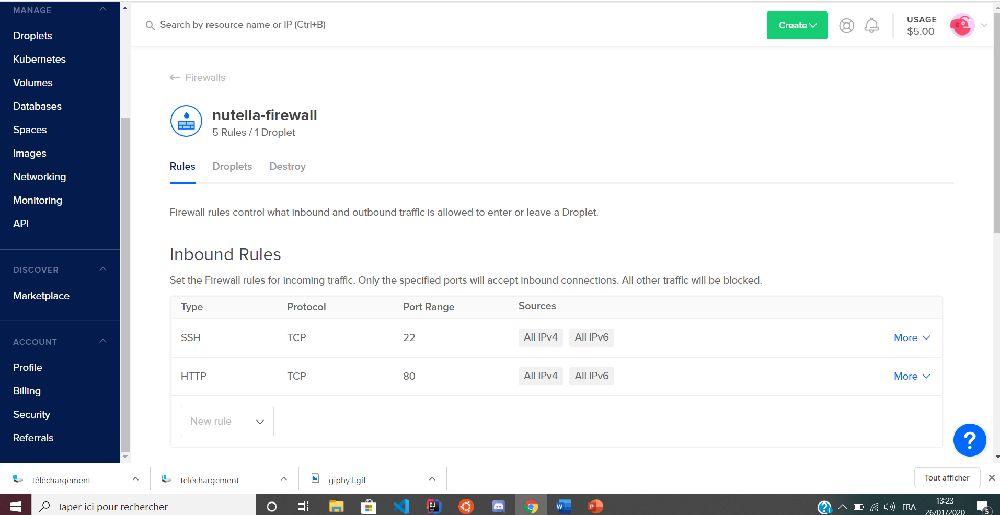 MANAGE
Droplets
Kubernetes
Volumes
Databases
Spaces
Images
Networking
Monitoring
API
DISCOVER
Marketplace
ACCOUNT
Profile
Billing
Security
Referrals
Search by resource name or IP (Ctrl+B)
Create
USAGE
$5.00
← Firewalls
nutella-firewall
5 Rules / 1 Droplet
Rules Droplets Destroy
Firewall rules control what inbound and outbound traffic is allowed to enter or leave a Droplet.
Inbound Rules
Set the Firewall rules for incoming traffic. Only the specified ports will accept inbound connections. All other traffic will be blocked.
Type Protocol Port Range Sources
SSH TCP 22 All IPv4 All IPv6 More
HTTP TCP 80 All IPv4 All IPv6 More
New rule
?
téléchargement téléchargement giphy1.gif Tout afficher
Taper ici pour rechercher
FRA
13:23
26/01/2020
5